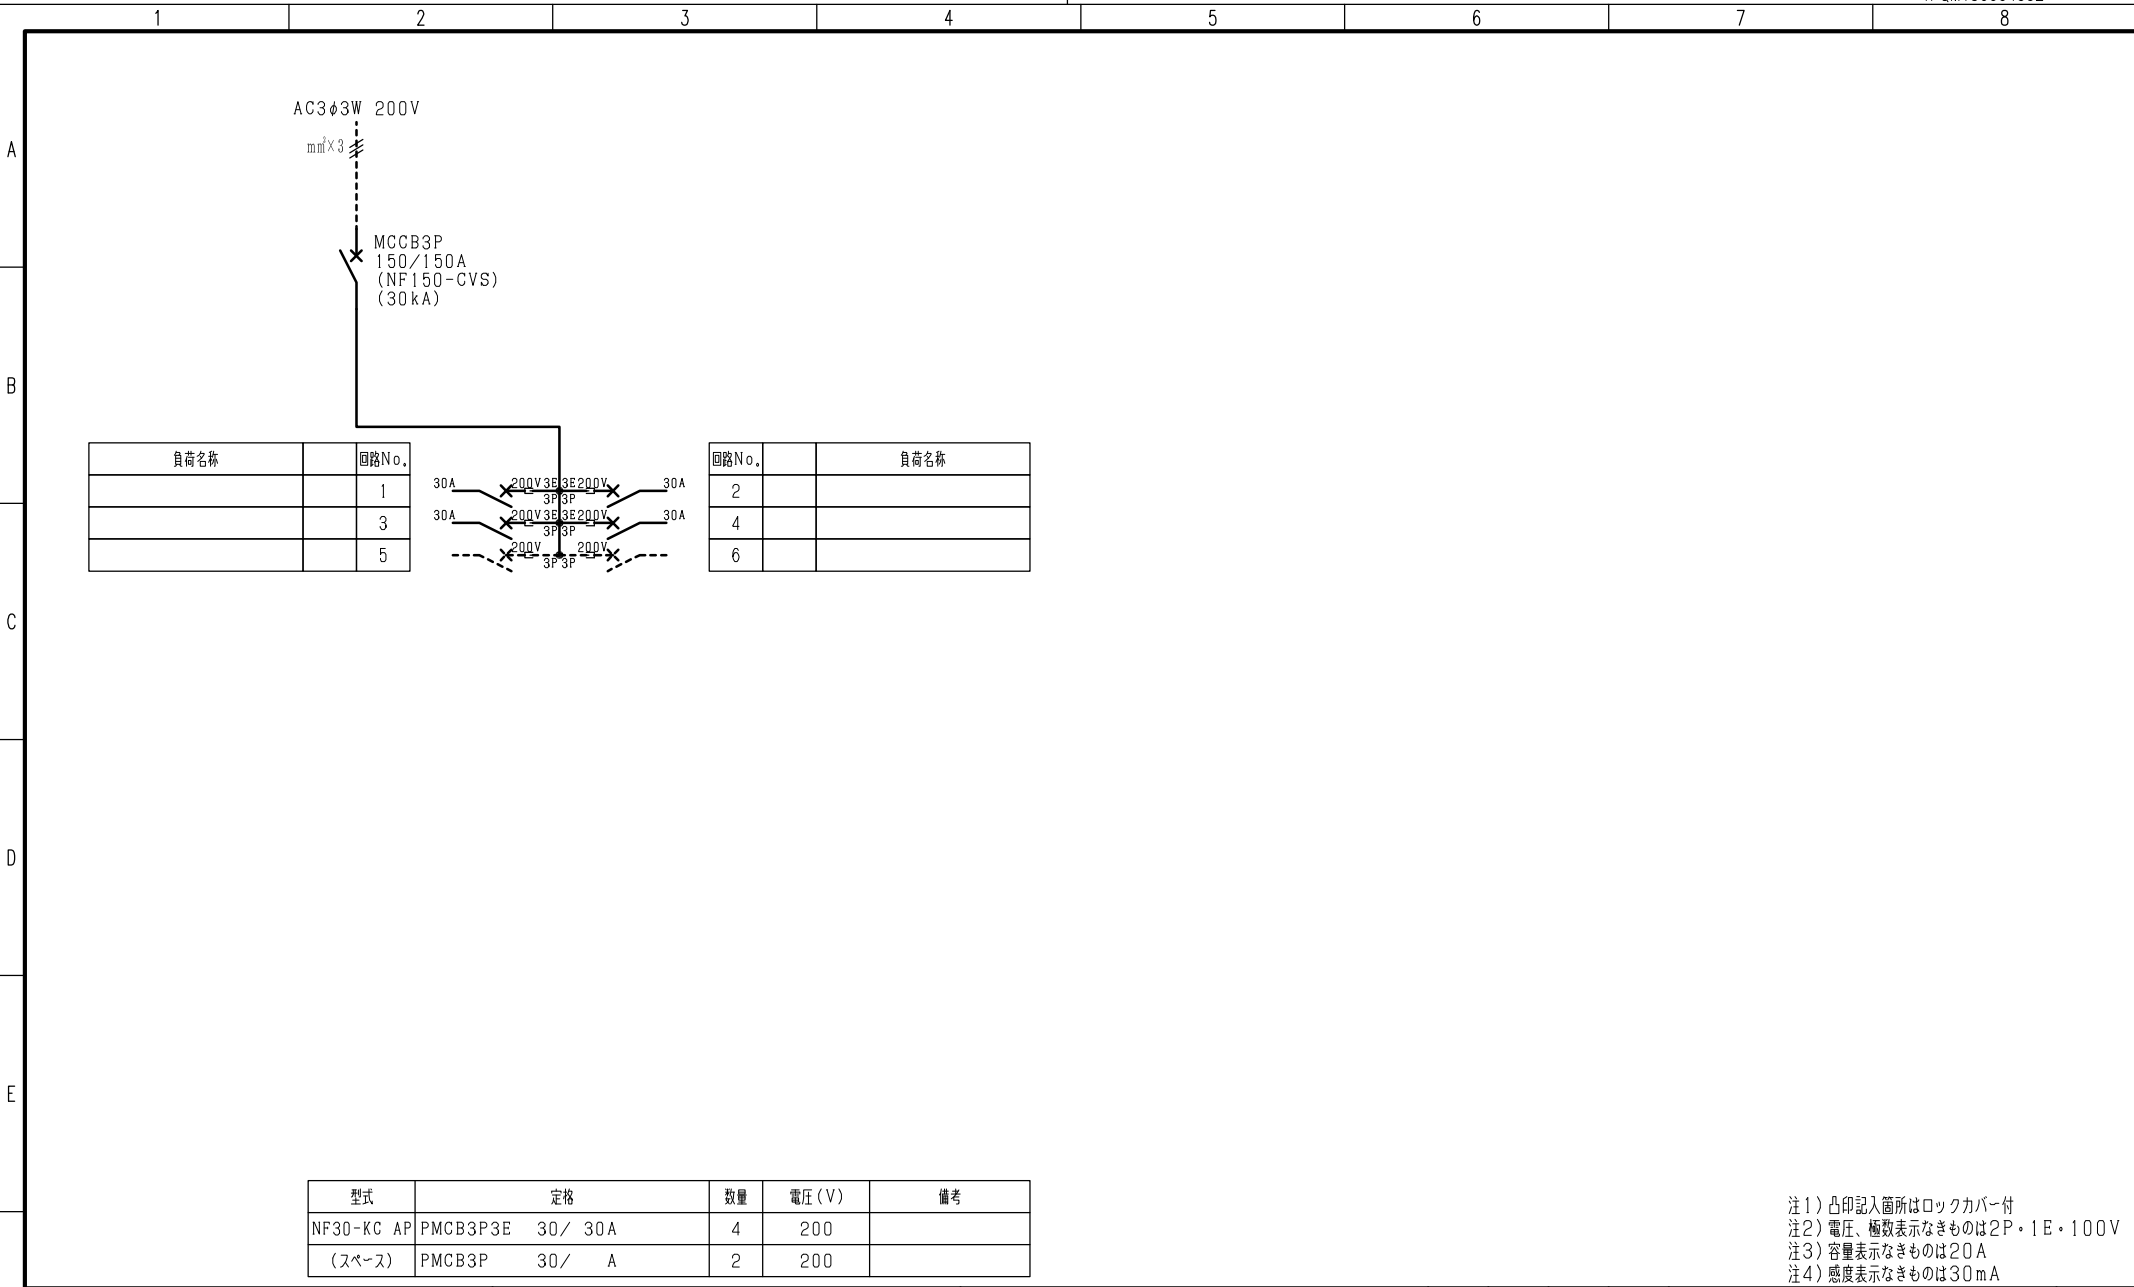 1 2 3 4 5 6 7 8
A
B
C
D
E
AC3φ3W 200V
mm²×3
MCCB3P
150/150A
(NF150-CVS)
(30kA)
負荷名称 回路No.
1
3
5
30A 200V 3E 3E 200V 30A
3P 3P
30A 200V 3E 3E 200V 30A
3P 3P
200V 200V
3P 3P
回路No. 負荷名称
2
4
6
型式 定格 数量 電圧(V) 備考
NF30-KC AP PMCB3P3E 30/ 30A 4 200
(スペース) PMCB3P 30/ A 2 200
注1)凸印記入箇所はロックカバー付
注2)電圧、極数表示なきものは2P・1E・100V
注3)容量表示なきものは20A
注4)感度表示なきものは30mA